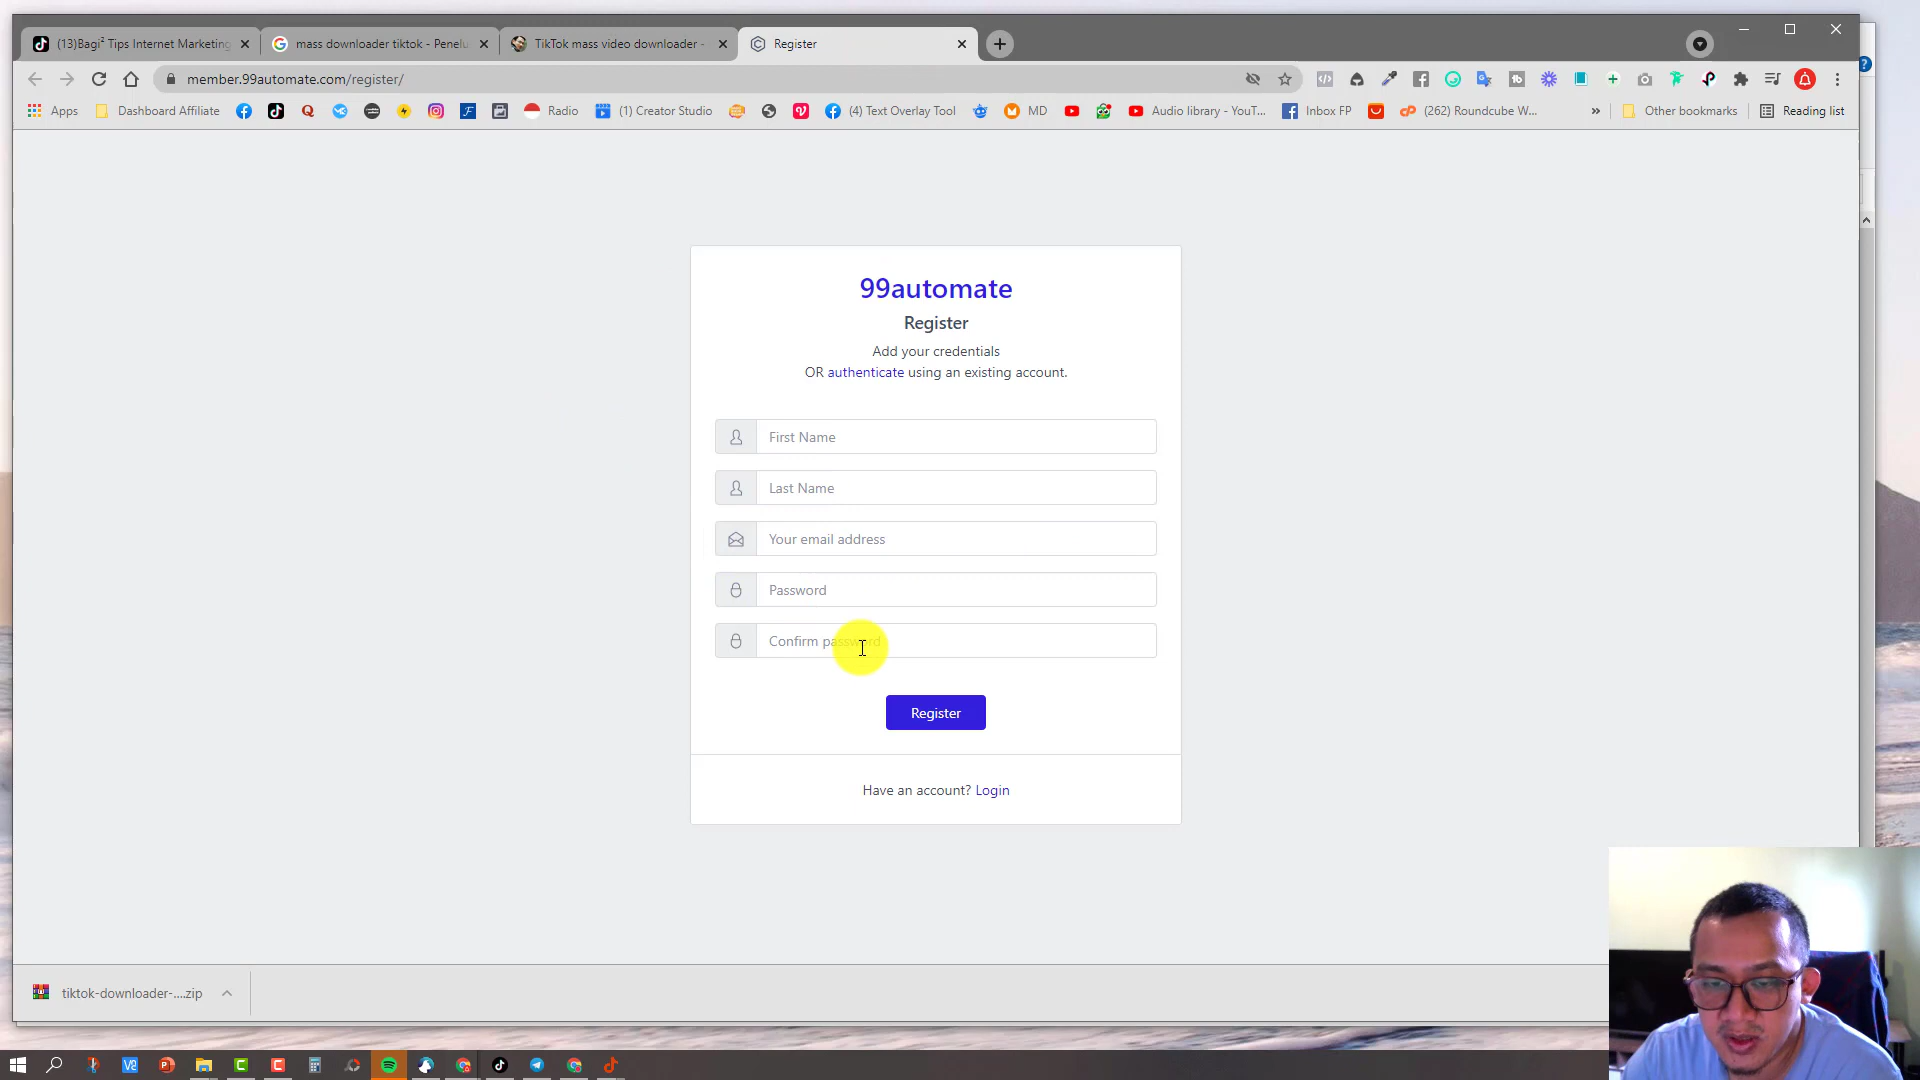 (13)Bagi² Tips Internet Marketing
mass downloader tiktok - Penelu
TikTok mass video downloader -
Register
member.99automate.com/register/
Apps
Dashboard Affiliate
Radio
(1) Creator Studio
(4) Text Overlay Tool
MD
Audio library - YouT...
Inbox FP
(262) Roundcube W...
»
Other bookmarks
Reading list
99automate
Register
Add your credentials
OR authenticate using an existing account.
First Name
Last Name
Your email address
Password
Confirm password
Register
Have an account? Login
tiktok-downloader-....zip